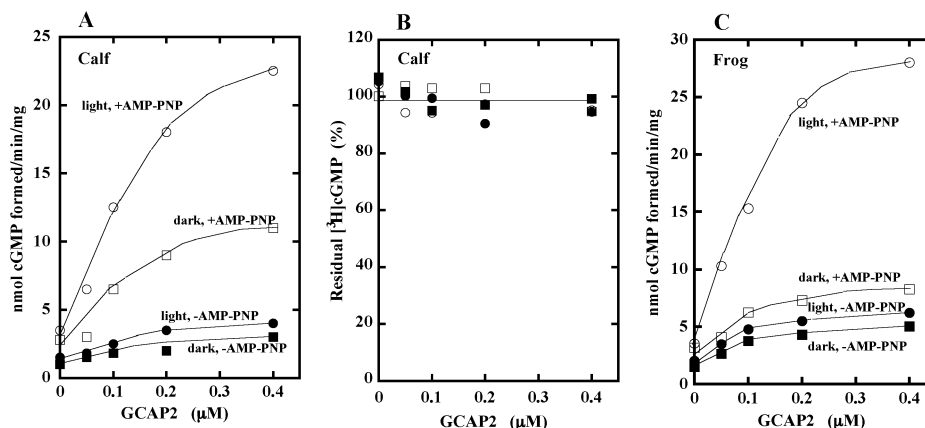 A
nmol cGMP formed/min/mg
25
20
15
10
5
0
Calf
light, +AMP-PNP
dark, +AMP-PNP
light, -AMP-PNP
dark, -AMP-PNP
0 0.1 0.2 0.3 0.4
GCAP2 (μM)
B
Residual [³H]cGMP (%)
120
100
80
60
40
20
0
Calf
0 0.1 0.2 0.3 0.4
GCAP2 (μM)
C
nmol cGMP formed/min/mg
30
25
20
15
10
5
0
Frog
light, +AMP-PNP
dark, +AMP-PNP
light, -AMP-PNP
dark, -AMP-PNP
0 0.1 0.2 0.3 0.4
GCAP2 (μM)